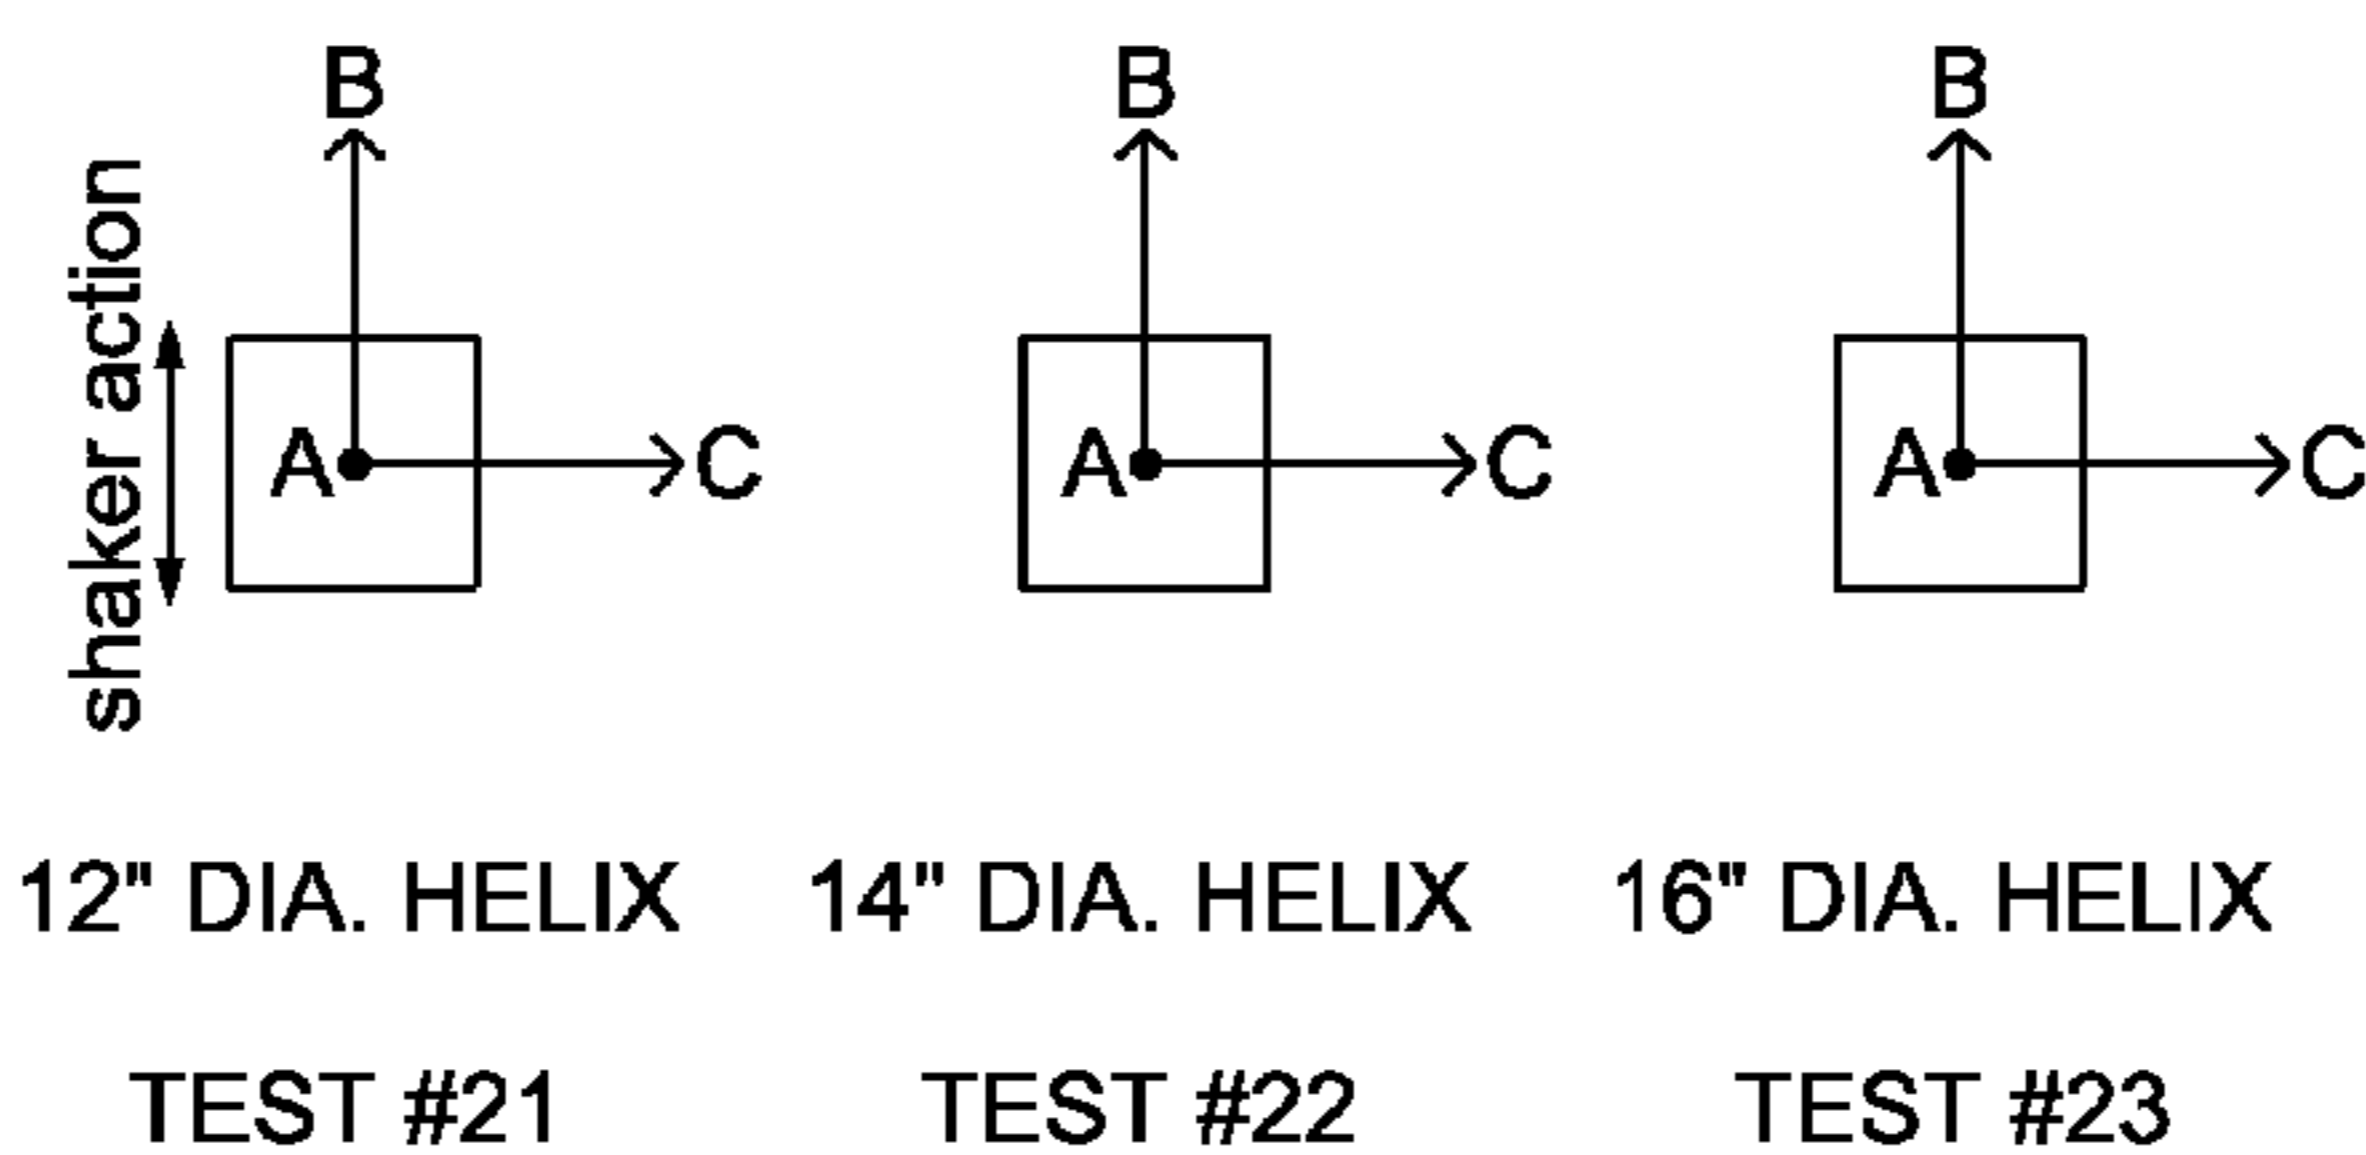 B B B
shaker action
A C A C A C
12" DIA. HELIX 14" DIA. HELIX 16" DIA. HELIX
TEST #21 TEST #22 TEST #23